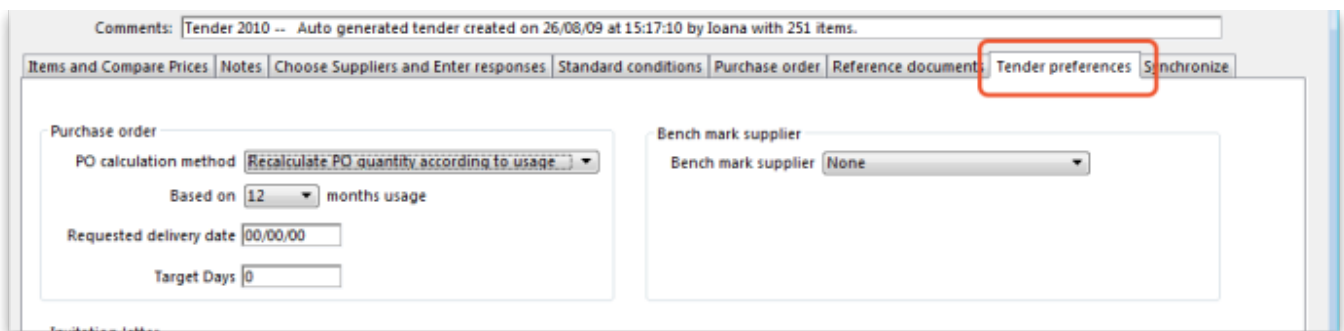 Comments: Tender 2010 -- Auto generated tender created on 26/08/09 at 15:17:10 by Ioana with 251 items.
Items and Compare Prices Notes Choose Suppliers and Enter responses Standard conditions Purchase order Reference documents Tender preferences Synchronize
Purchase order
PO calculation method Recalculate PO quantity according to usage
Based on 12 months usage
Requested delivery date 00/00/00
Target Days 0
Bench mark supplier
Bench mark supplier None
Invitation letter